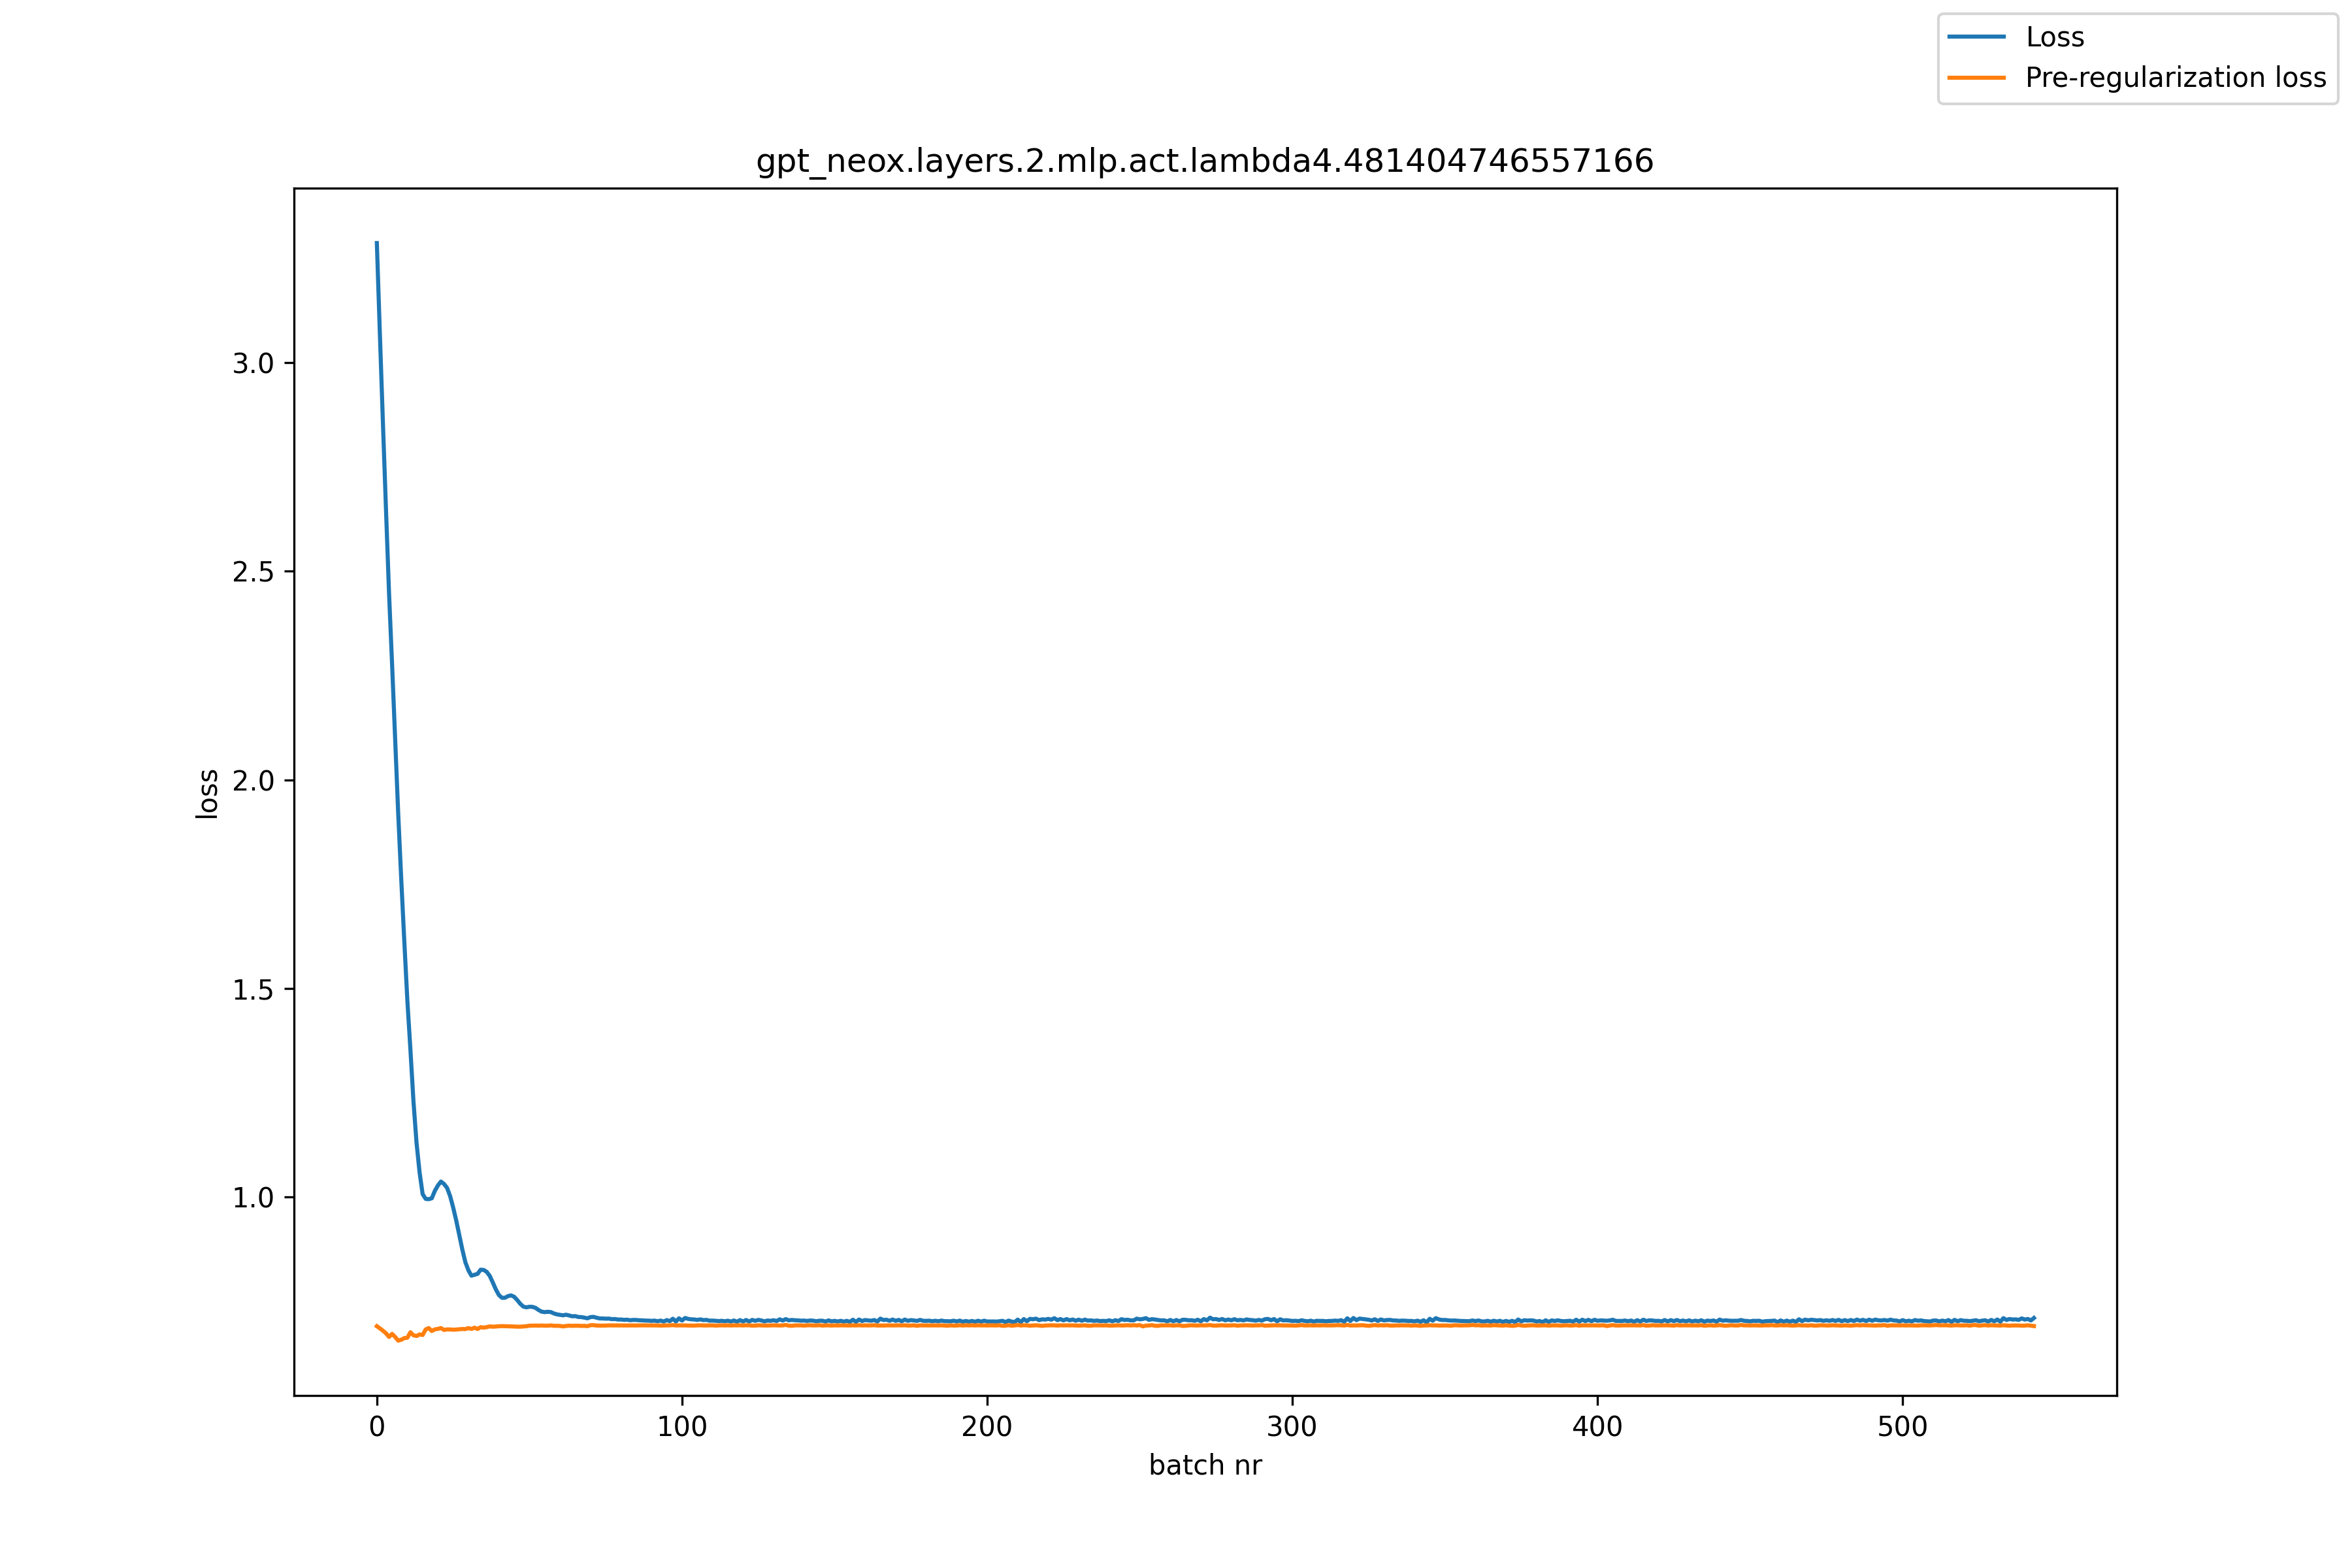 Loss
Pre-regularization loss
gpt_neox.layers.2.mlp.act.lambda4.481404746557166
3.0
2.5
2.0
1.5
1.0
loss
0 100 200 300 400 500
batch nr